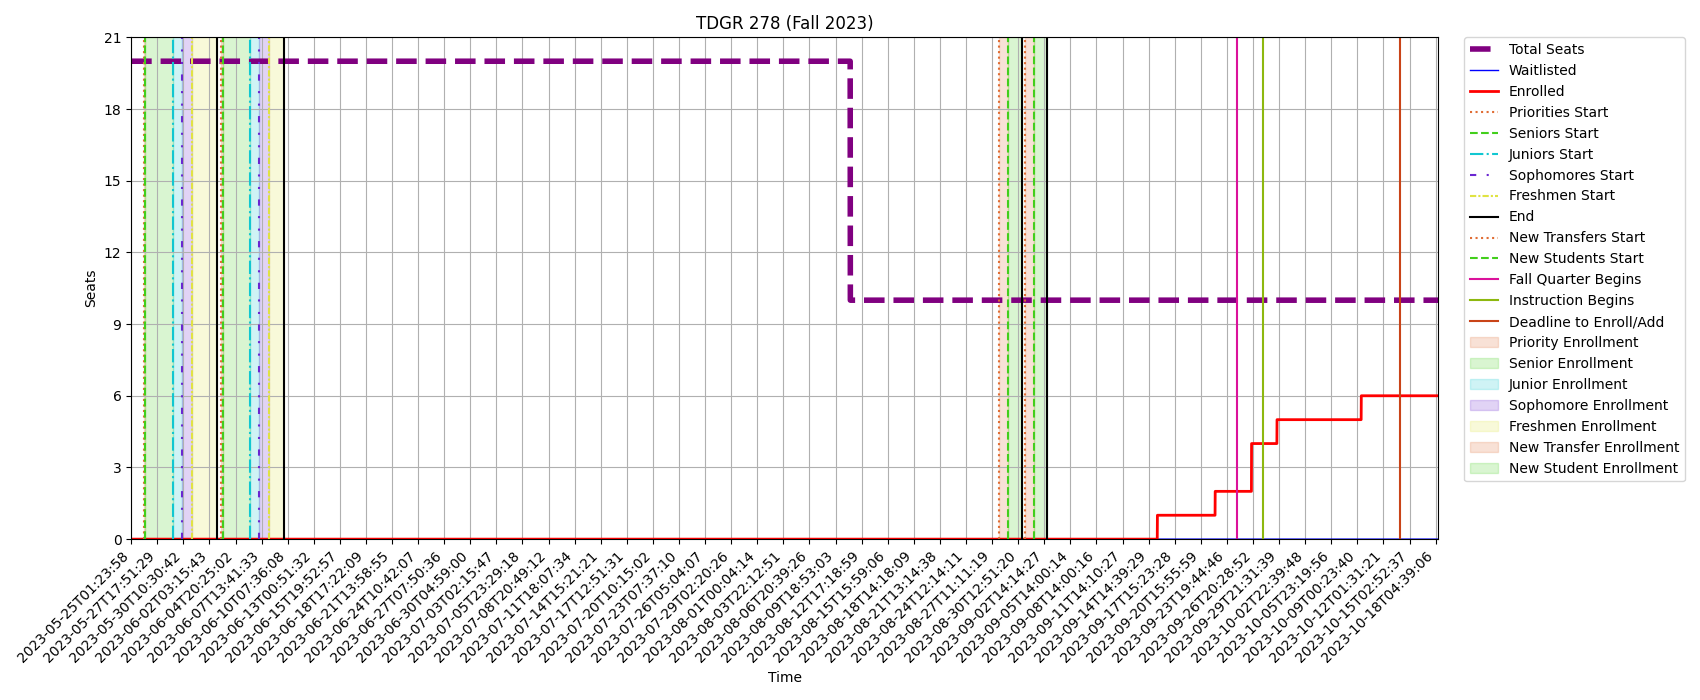 TDGR 278 (Fall 2023)
21
18
15
12
9
6
3
0
Seats
2023-05-25T01:23:58
2023-05-27T17:51:29
2023-05-30T10:30:42
2023-06-02T03:15:43
2023-06-04T20:25:02
2023-06-07T13:41:33
2023-06-10T07:36:08
2023-06-13T00:51:32
2023-06-15T19:52:57
2023-06-18T17:22:09
2023-06-21T13:58:55
2023-06-24T10:42:07
2023-06-27T07:50:36
2023-06-30T04:59:00
2023-07-03T02:15:47
2023-07-05T23:29:18
2023-07-08T20:49:12
2023-07-11T18:07:34
2023-07-14T15:21:21
2023-07-17T12:51:31
2023-07-20T10:15:02
2023-07-23T07:37:10
2023-07-26T05:04:07
2023-07-29T02:20:26
2023-08-01T00:04:14
2023-08-03T22:12:51
2023-08-06T20:39:26
2023-08-09T18:53:03
2023-08-12T17:18:59
2023-08-15T15:59:06
2023-08-18T14:18:09
2023-08-21T13:14:38
2023-08-24T12:14:11
2023-08-27T11:11:19
2023-08-30T12:51:20
2023-09-02T14:14:27
2023-09-05T14:00:14
2023-09-08T14:00:16
2023-09-11T14:10:27
2023-09-14T14:39:29
2023-09-17T15:23:28
2023-09-20T15:55:59
2023-09-23T19:44:46
2023-09-26T20:28:52
2023-09-29T21:31:39
2023-10-02T22:39:48
2023-10-05T23:19:56
2023-10-09T00:23:40
2023-10-12T01:31:21
2023-10-15T02:52:37
2023-10-18T04:39:06
Time
Total Seats
Waitlisted
Enrolled
Priorities Start
Seniors Start
Juniors Start
Sophomores Start
Freshmen Start
End
New Transfers Start
New Students Start
Fall Quarter Begins
Instruction Begins
Deadline to Enroll/Add
Priority Enrollment
Senior Enrollment
Junior Enrollment
Sophomore Enrollment
Freshmen Enrollment
New Transfer Enrollment
New Student Enrollment